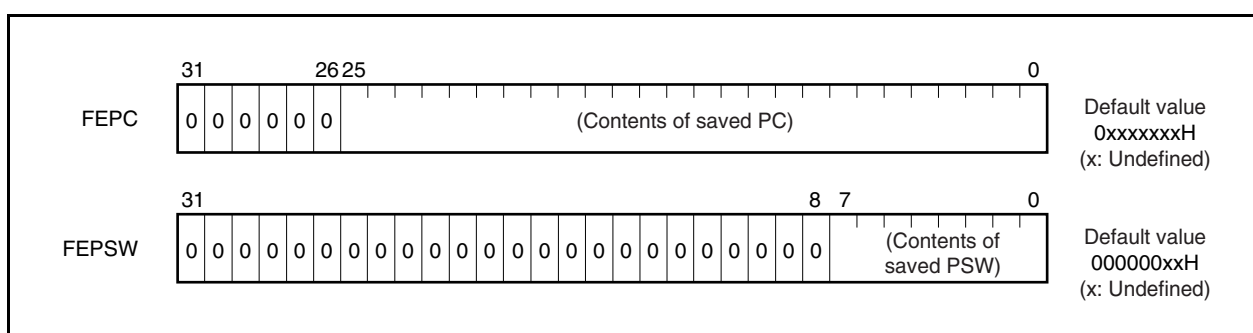 31 26 25 0
FEPC 0 0 0 0 0 0 (Contents of saved PC)
Default value
0xxxxxxxH
(x: Undefined)
31 8 7 0
FEPSW 0 0 0 0 0 0 0 0 0 0 0 0 0 0 0 0 0 0 0 0 0 0 0 0 (Contents of
saved PSW)
Default value
000000xxH
(x: Undefined)